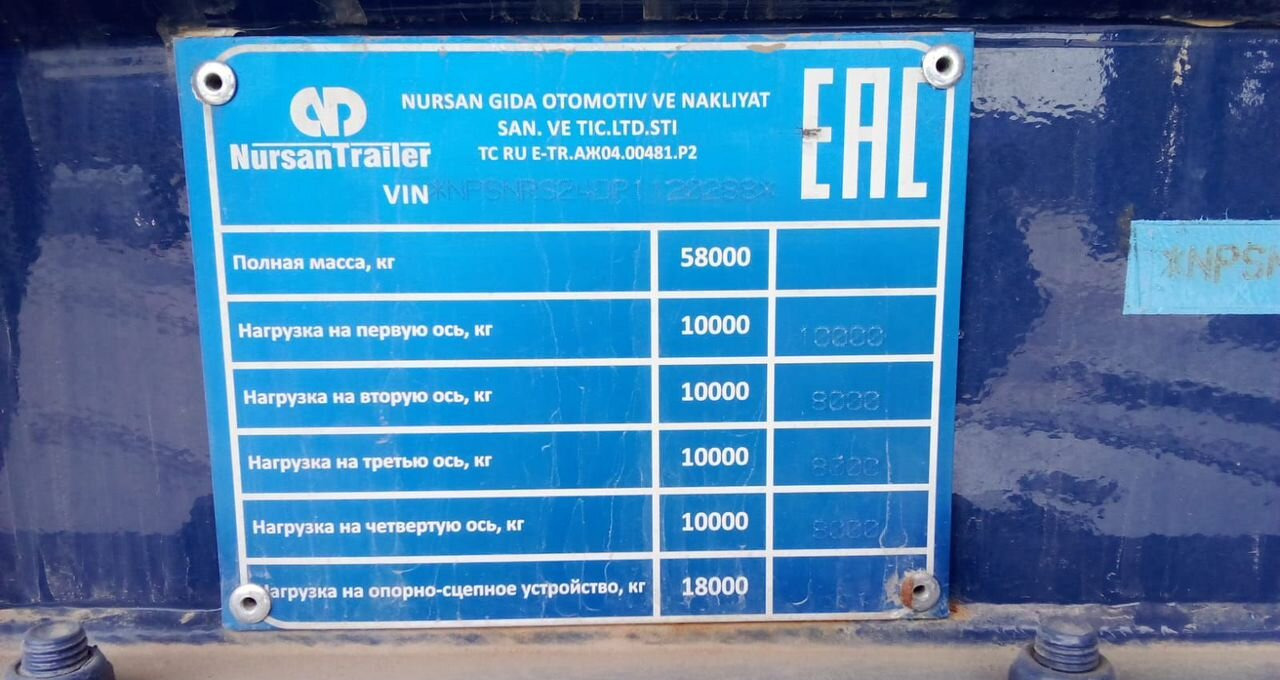 NURSAN GIDA OTOMOTIV VE NAKLIYAT
SAN. VE TIC.LTD.STI
TC RU E-TR.АЖ04.00481.P2
EAC
NursanTrailer
VIN
Полная масса, кг 58000
Нагрузка на первую ось, кг 10000 10000
Нагрузка на вторую ось, кг 10000
Нагрузка на третью ось, кг 10000
Нагрузка на четвертую ось, кг 10000
Нагрузка на опорно-сцепное устройство, кг 18000
*NPSN